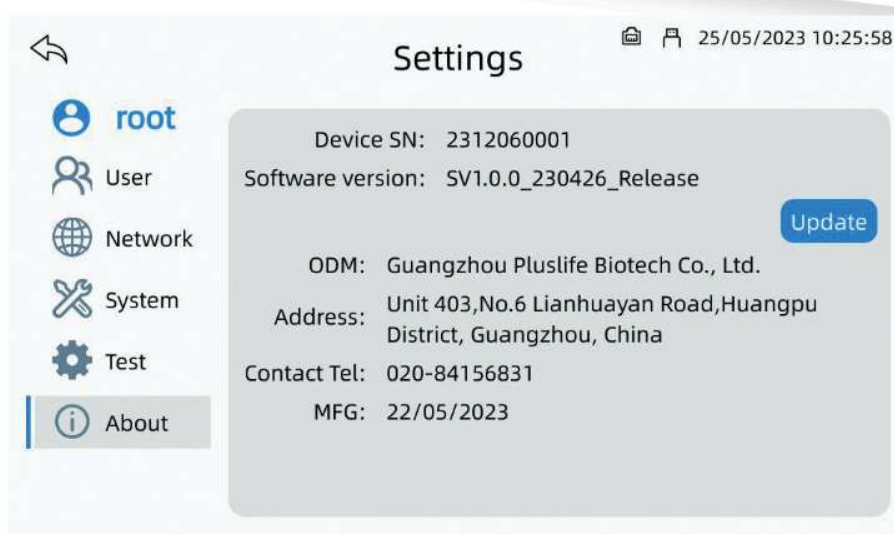 Settings
25/05/2023 10:25:58
root
User
Network
System
Test
About
Device SN: 2312060001
Software version: SV1.0.0_230426_Release
Update
ODM: Guangzhou Pluslife Biotech Co., Ltd.
Address: Unit 403,No.6 Lianhuayan Road,Huangpu
District, Guangzhou, China
Contact Tel: 020-84156831
MFG: 22/05/2023